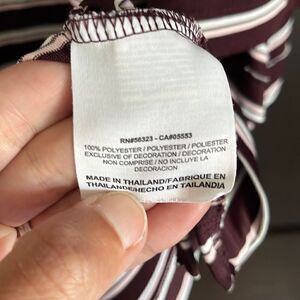 RN#56323 - CA#05553
100% POLYESTER / POLYESTER / POLIESTER
EXCLUSIVE OF DECORATION / DECORATION
NON COMPRISE / NO INCLUYE LA
DECORACION
MADE IN THAILAND/FABRIQUE EN
THAILANDE/HECHO EN TAILANDIA